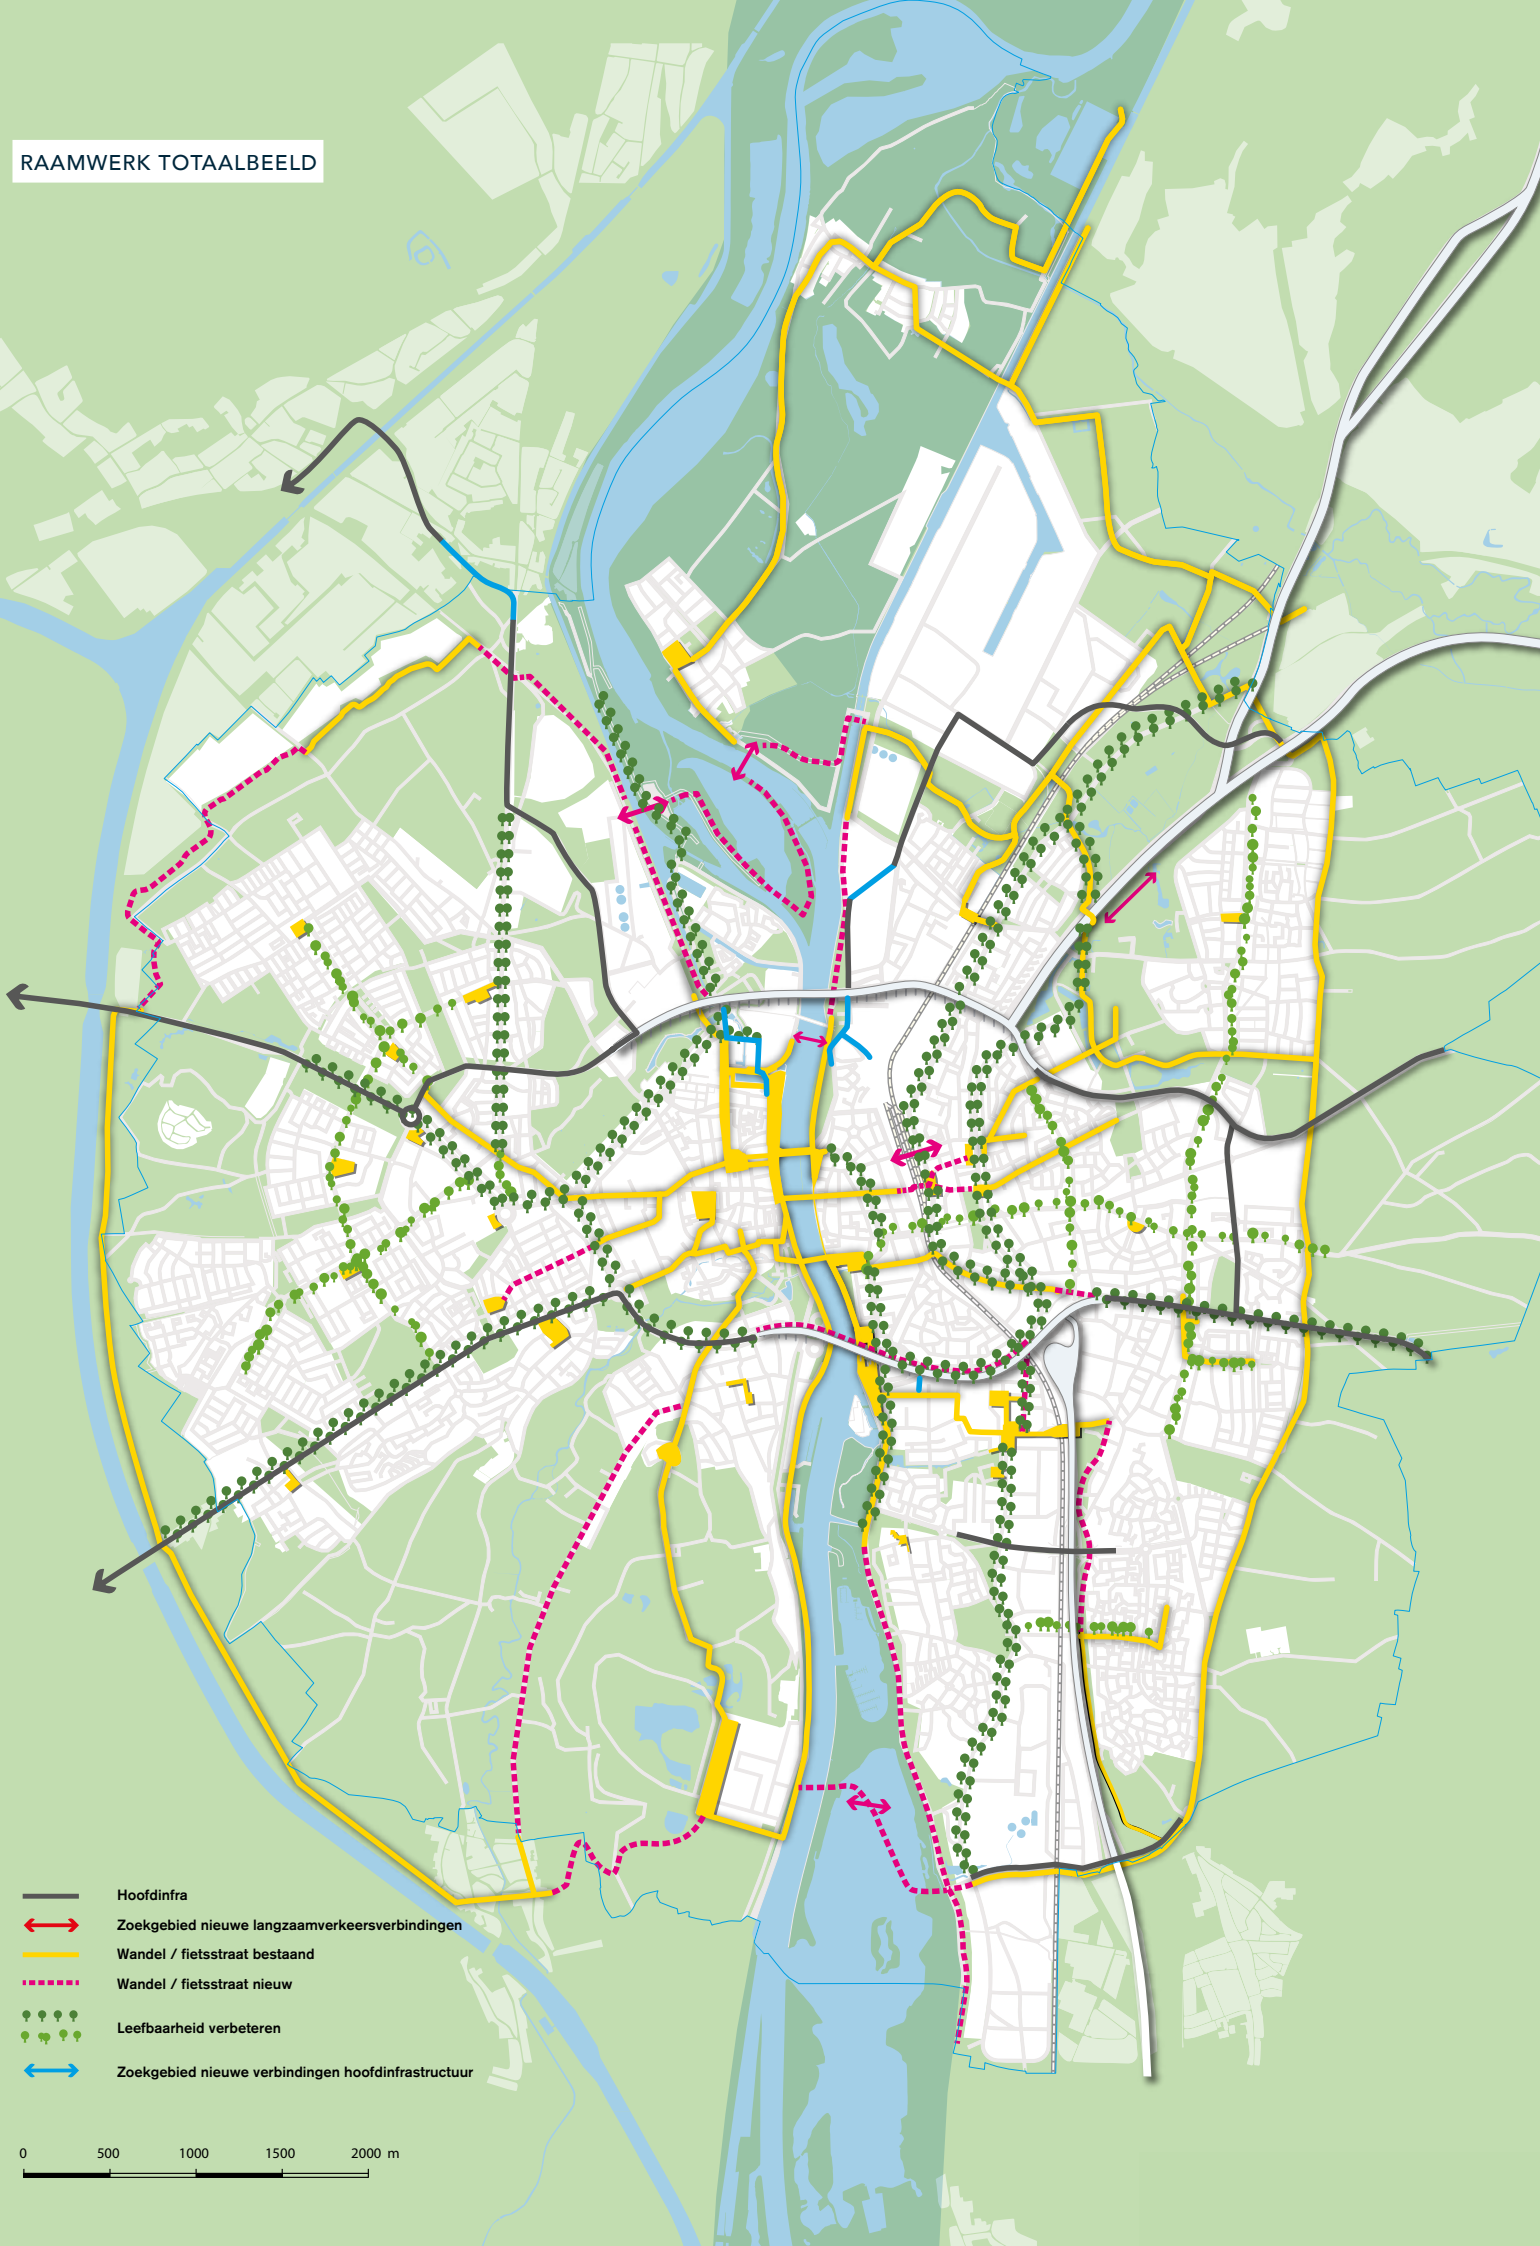 RAAMWERK TOTAALBEELD
Hoofdinfra
Zoekgebied nieuwe langzaamverkeersverbindingen
Wandel / fietsstraat bestaand
Wandel / fietsstraat nieuw
Leefbaarheid verbeteren
Zoekgebied nieuwe verbindingen hoofdinfrastructuur
0 500 1000 1500 2000 m